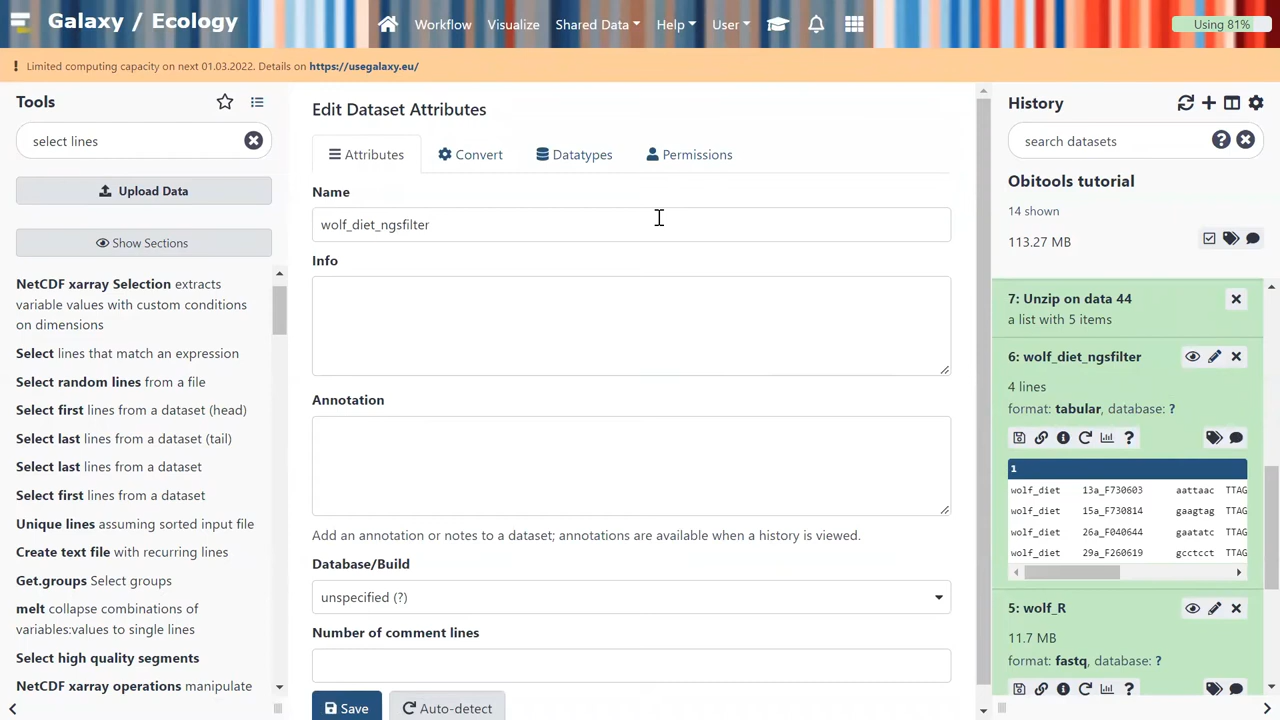 Galaxy / Ecology
Workflow
Visualize
Shared Data
Help
User
Using 81%
! Limited computing capacity on next 01.03.2022. Details on https://usegalaxy.eu/
Tools
select lines
Upload Data
Show Sections
NetCDF xarray Selection extracts
variable values with custom conditions
on dimensions
Select lines that match an expression
Select random lines from a file
Select first lines from a dataset (head)
Select last lines from a dataset (tail)
Select last lines from a dataset
Select first lines from a dataset
Unique lines assuming sorted input file
Create text file with recurring lines
Get.groups Select groups
melt collapse combinations of
variables:values to single lines
Select high quality segments
NetCDF xarray operations manipulate
Edit Dataset Attributes
Attributes
Convert
Datatypes
Permissions
Name
wolf_diet_ngsfilter
Info
Annotation
Add an annotation or notes to a dataset; annotations are available when a history is viewed.
Database/Build
unspecified (?)
Number of comment lines
Save
Auto-detect
History
search datasets
Obitools tutorial
14 shown
113.27 MB
7: Unzip on data 44
a list with 5 items
6: wolf_diet_ngsfilter
4 lines
format: tabular, database: ?
1
wolf_diet 13a_F730603 aattaac TTAG
wolf_diet 15a_F730814 gaagtag TTAG
wolf_diet 26a_F040644 gaatatc TTAG
wolf_diet 29a_F260619 gcctcct TTAG
5: wolf_R
11.7 MB
format: fastq, database: ?